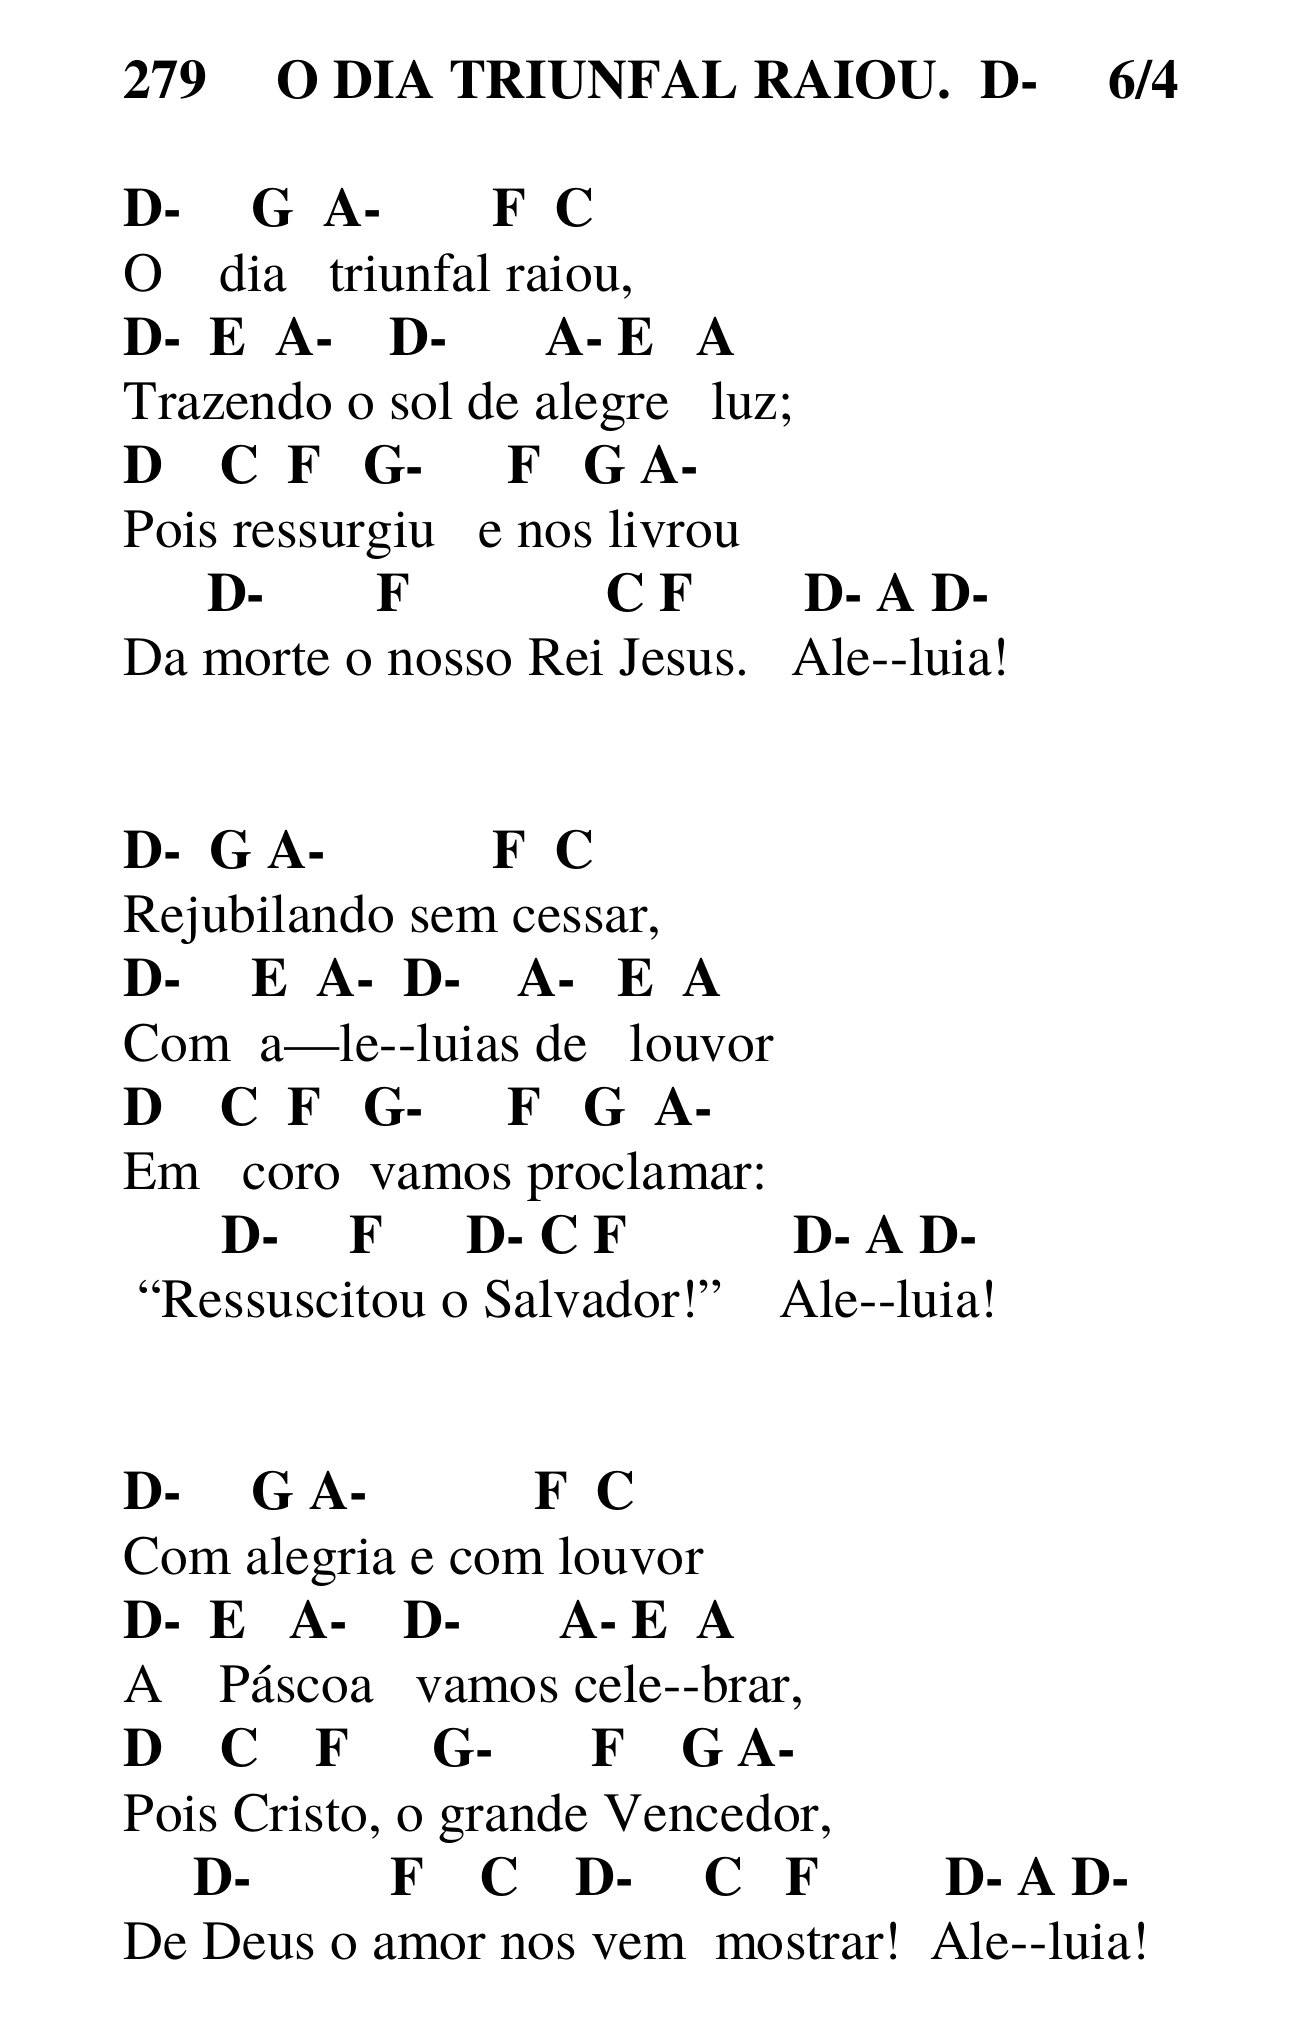 279 O DIA TRIUNFAL RAIOU. D- 6/4
D- G A- F C
O dia triunfal raiou,
D- E A- D- A- E A
Trazendo o sol de alegre luz;
D C F G- F G A-
Pois ressurgiu e nos livrou
D- F C F D- A D-
Da morte o nosso Rei Jesus. Ale--luia!
D- G A- F C
Rejubilando sem cessar,
D- E A- D- A- E A
Com a—le--luias de louvor
D C F G- F G A-
Em coro vamos proclamar:
D- F D- C F D- A D-
“Ressuscitou o Salvador!” Ale--luia!
D- G A- F C
Com alegria e com louvor
D- E A- D- A- E A
A Páscoa vamos cele--brar,
D C F G- F G A-
Pois Cristo, o grande Vencedor,
D- F C D- C F D- A D-
De Deus o amor nos vem mostrar! Ale--luia!